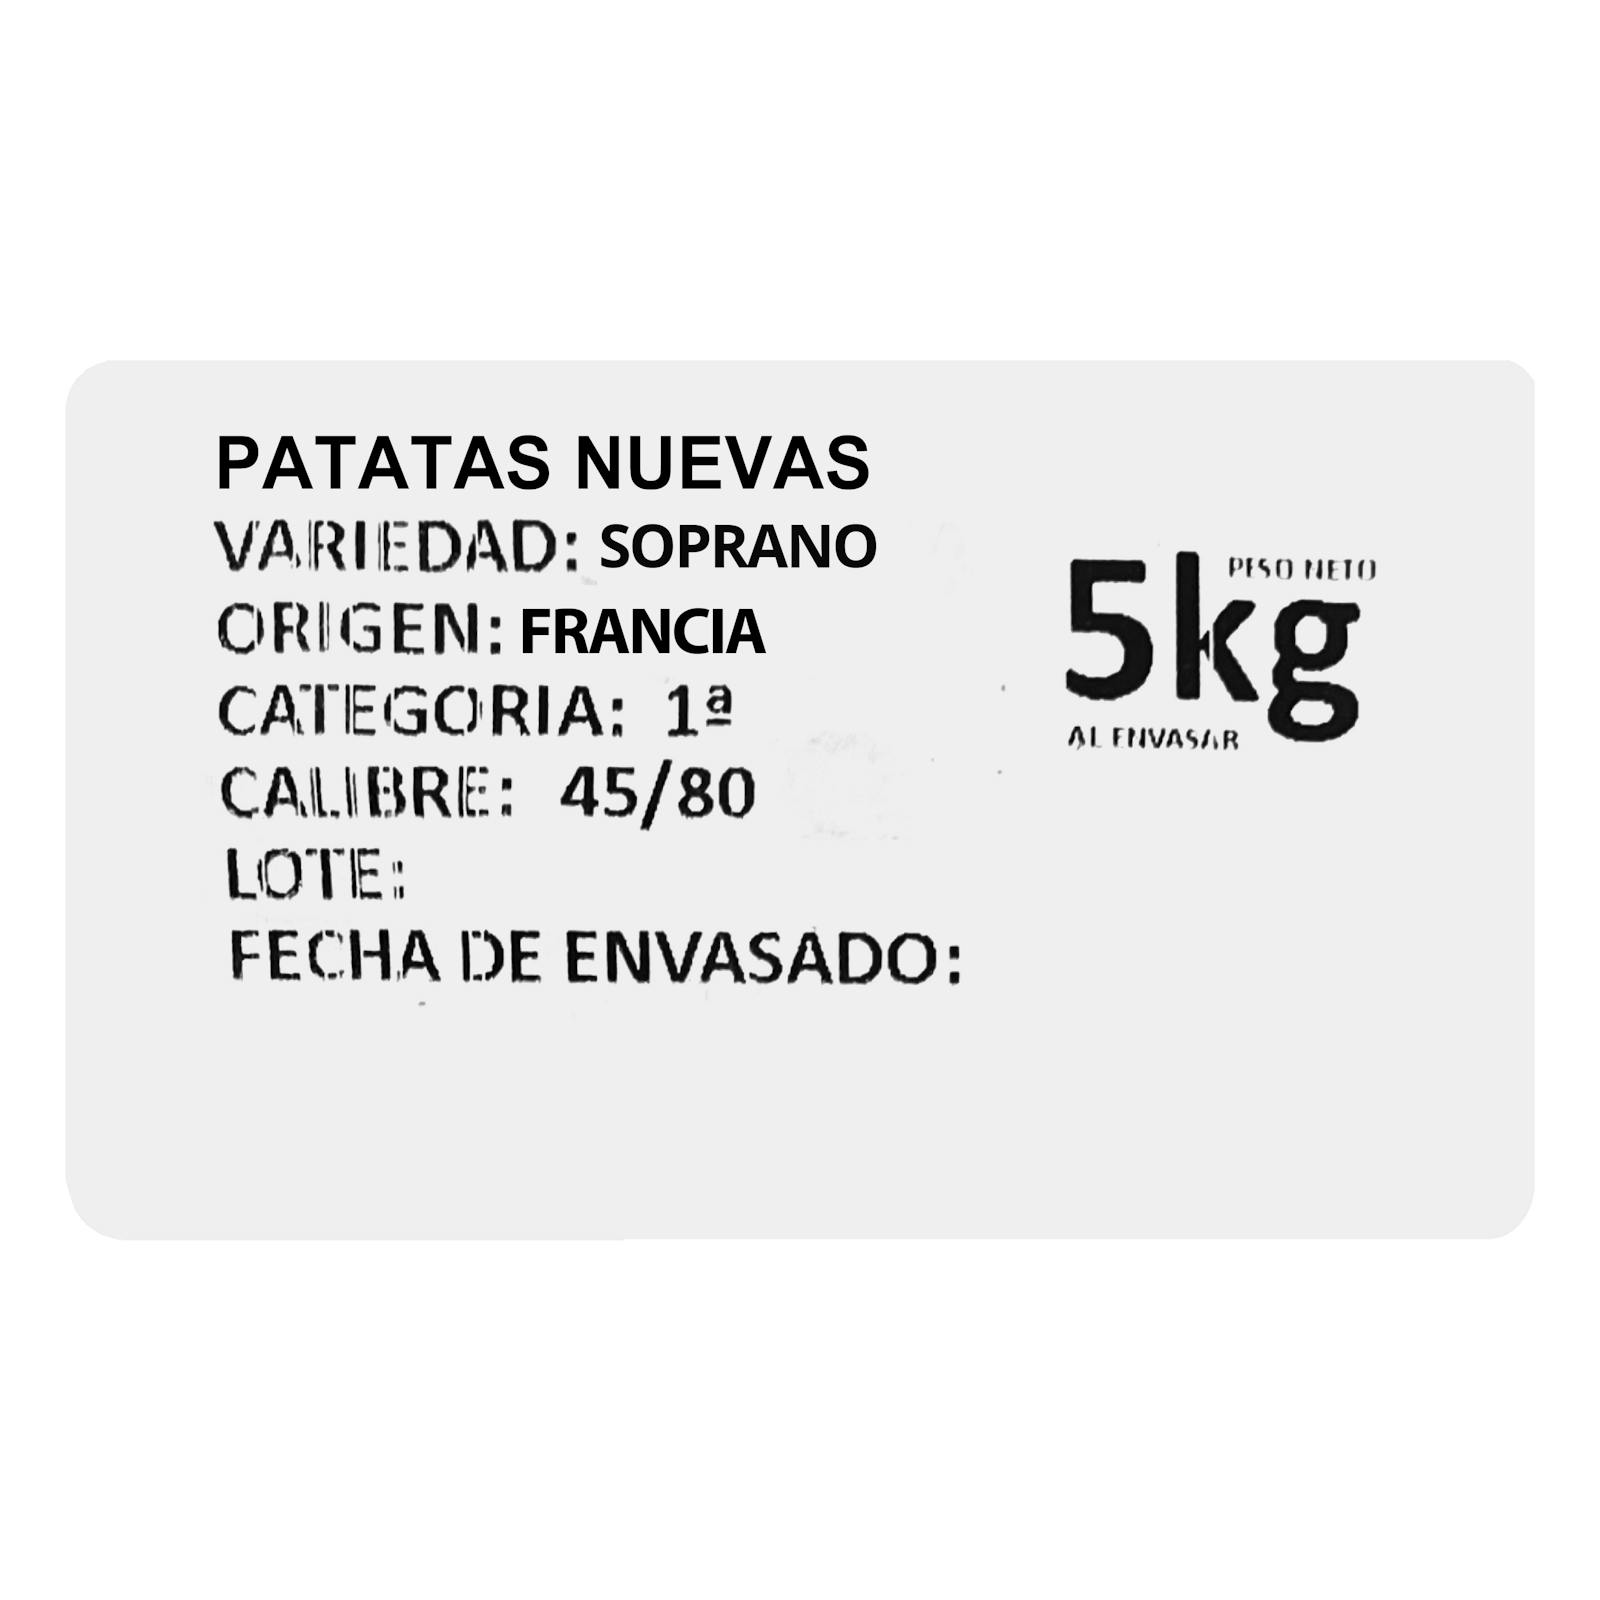 PATATAS NUEVAS
VARIEDAD: SOPRANO
ORIGEN: FRANCIA
CATEGORIA: 1ª
CALIBRE: 45/80
LOTE:
FECHA DE ENVASADO:
PESO NETO
5kg
AL ENVASAR